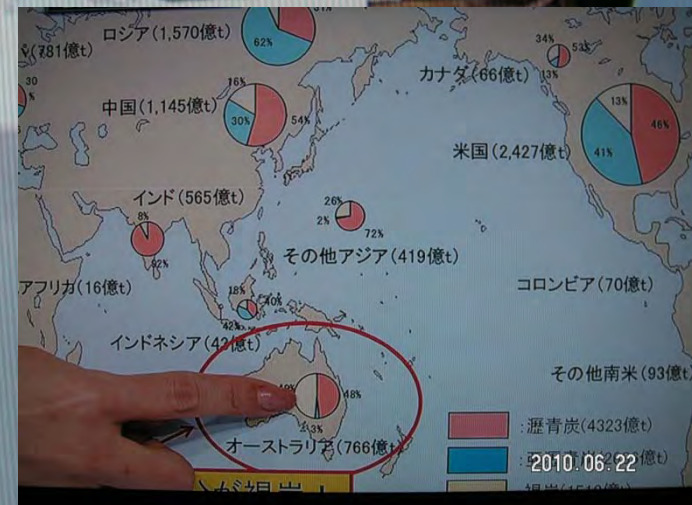 31%
ロシア(1,570億t)
62%
(781億t)
34%
53%
13%
カナダ(66億t)
30
%
16%
中国(1,145億t)
30%
54%
13%
46%
41%
米国(2,427億t)
インド(565億t)
8%
92%
26%
2%
72%
その他アジア(419億t)
アフリカ(16億t)
コロンビア(70億t)
18%
40%
42%
インドネシア(42億t)
その他南米(93億t)
48%
3%
オーストラリア(766億t)
:瀝青炭(4323億t)
2010.06.22
億t)